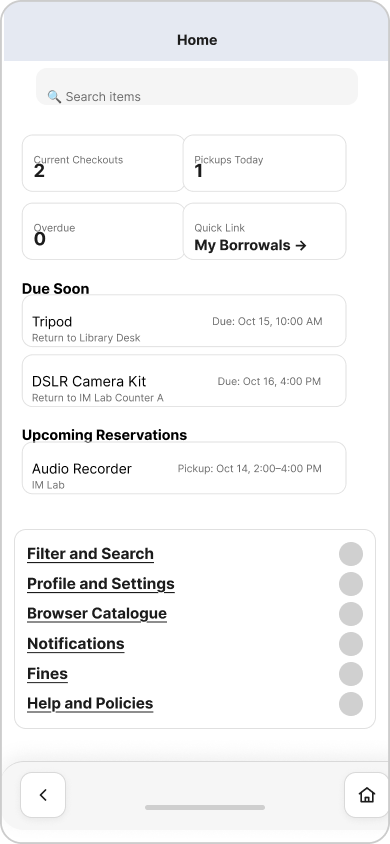 Home
🔍 Search items
Current Checkouts
2
Pickups Today
1
Overdue
0
Quick Link
My Borrowals →
Due Soon
Tripod
Due: Oct 15, 10:00 AM
Return to Library Desk
DSLR Camera Kit
Due: Oct 16, 4:00 PM
Return to IM Lab Counter A
Upcoming Reservations
Audio Recorder
Pickup: Oct 14, 2:00–4:00 PM
IM Lab
Filter and Search
Profile and Settings
Browser Catalogue
Notifications
Fines
Help and Policies